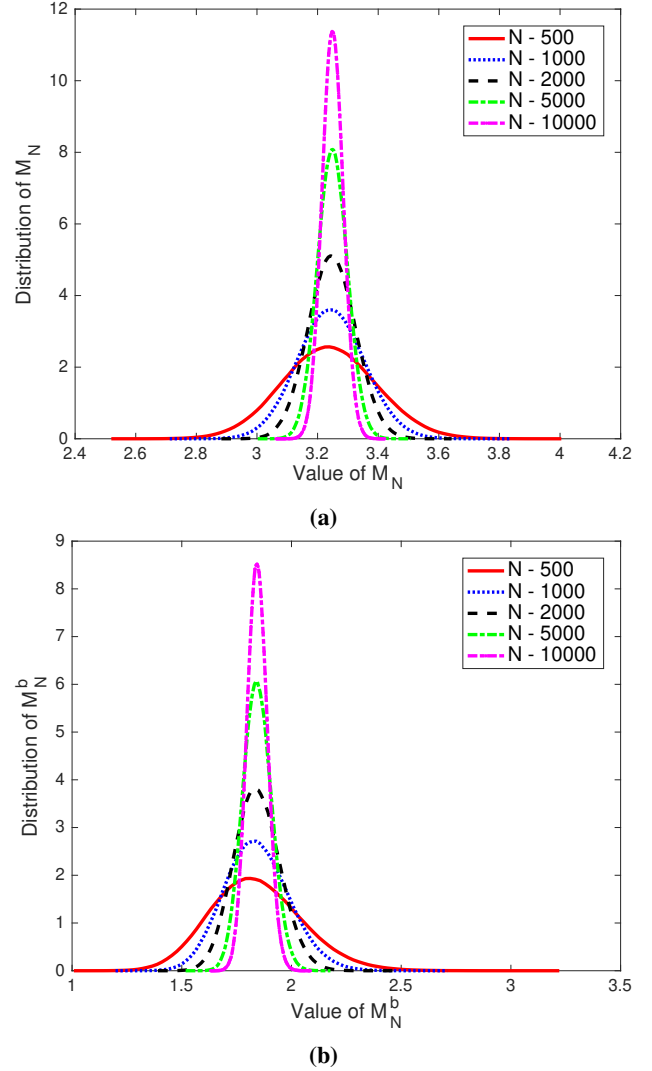 12
10
8
6
4
2
0
Distribution of M_N
N - 500
N - 1000
N - 2000
N - 5000
N - 10000
2.4 2.6 2.8 3 3.2 3.4 3.6 3.8 4 4.2
Value of M_N
(a)
9
8
7
6
5
4
3
2
1
0
Distribution of M_N^b
N - 500
N - 1000
N - 2000
N - 5000
N - 10000
1 1.5 2 2.5 3 3.5
Value of M_N^b
(b)